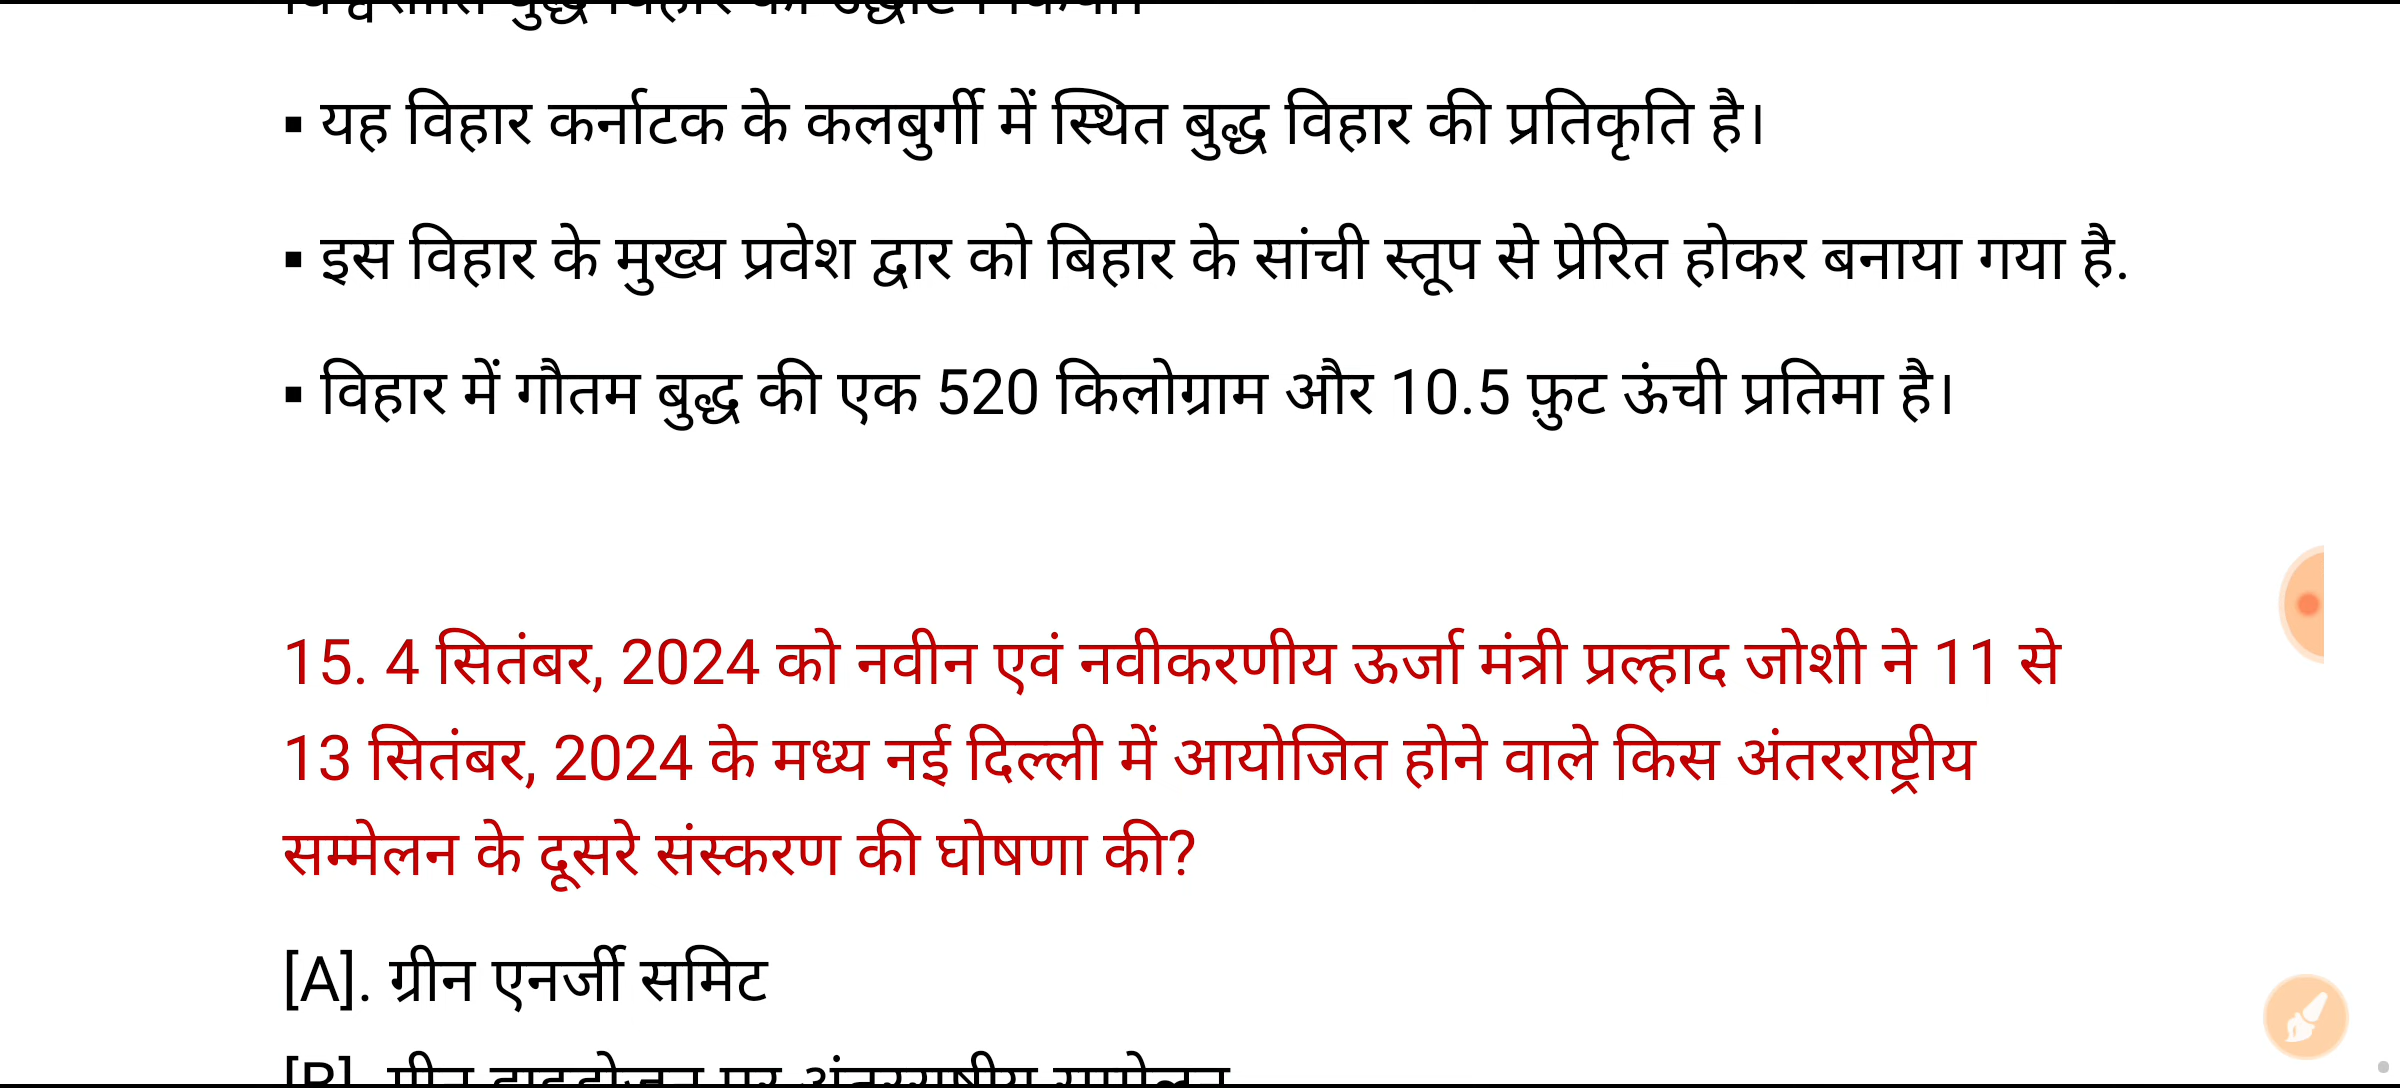 ▪ यह विहार कर्नाटक के कलबुर्गी में स्थित बुद्ध विहार की प्रतिकृति है।
▪ इस विहार के मुख्य प्रवेश द्वार को बिहार के सांची स्तूप से प्रेरित होकर बनाया गया है.
▪ विहार में गौतम बुद्ध की एक 520 किलोग्राम और 10.5 फ़ुट ऊंची प्रतिमा है।
15. 4 सितंबर, 2024 को नवीन एवं नवीकरणीय ऊर्जा मंत्री प्रल्हाद जोशी ने 11 से
13 सितंबर, 2024 के मध्य नई दिल्ली में आयोजित होने वाले किस अंतरराष्ट्रीय
सम्मेलन के दूसरे संस्करण की घोषणा की?
[A]. ग्रीन एनर्जी समिट